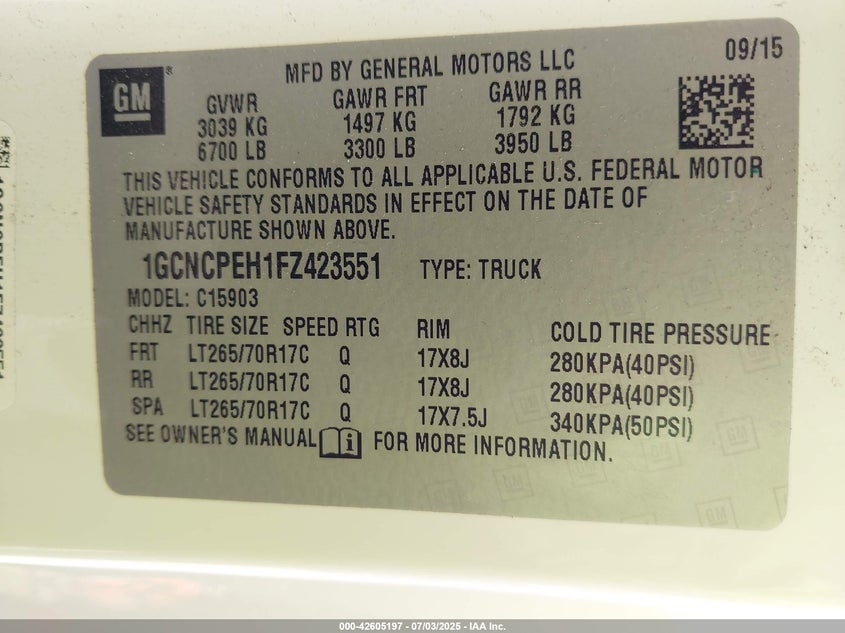 09/15
GM
MFD BY GENERAL MOTORS LLC
GVWR GAWR FRT GAWR RR
3039 KG 1497 KG 1792 KG
6700 LB 3300 LB 3950 LB
THIS VEHICLE CONFORMS TO ALL APPLICABLE U.S. FEDERAL MOTOR
VEHICLE SAFETY STANDARDS IN EFFECT ON THE DATE OF
MANUFACTURE SHOWN ABOVE.
1GCNCPEH1FZ423551 TYPE: TRUCK
MODEL: C15903
CHHZ TIRE SIZE SPEED RTG RIM COLD TIRE PRESSURE
FRT LT265/70R17C Q 17X8J 280KPA(40PSI)
RR LT265/70R17C Q 17X8J 280KPA(40PSI)
SPA LT265/70R17C Q 17X7.5J 340KPA(50PSI)
SEE OWNER'S MANUAL i FOR MORE INFORMATION.
000-42605197 - 07/03/2025 - IAA Inc.